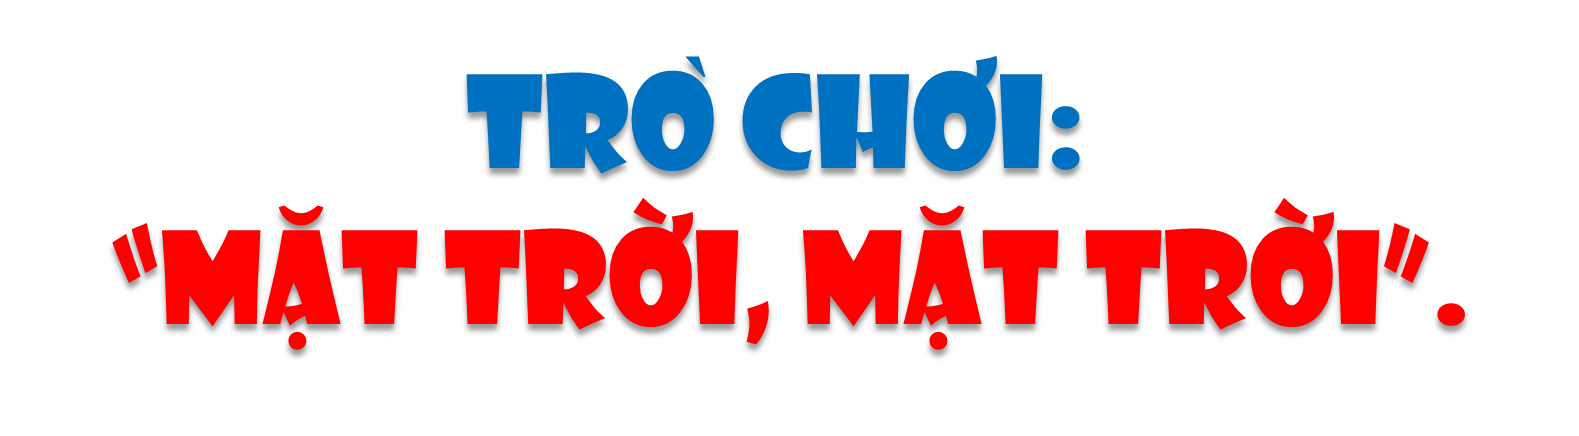 TRÒ CHƠI:
"MẶT TRỜI, MẶT TRỜI".